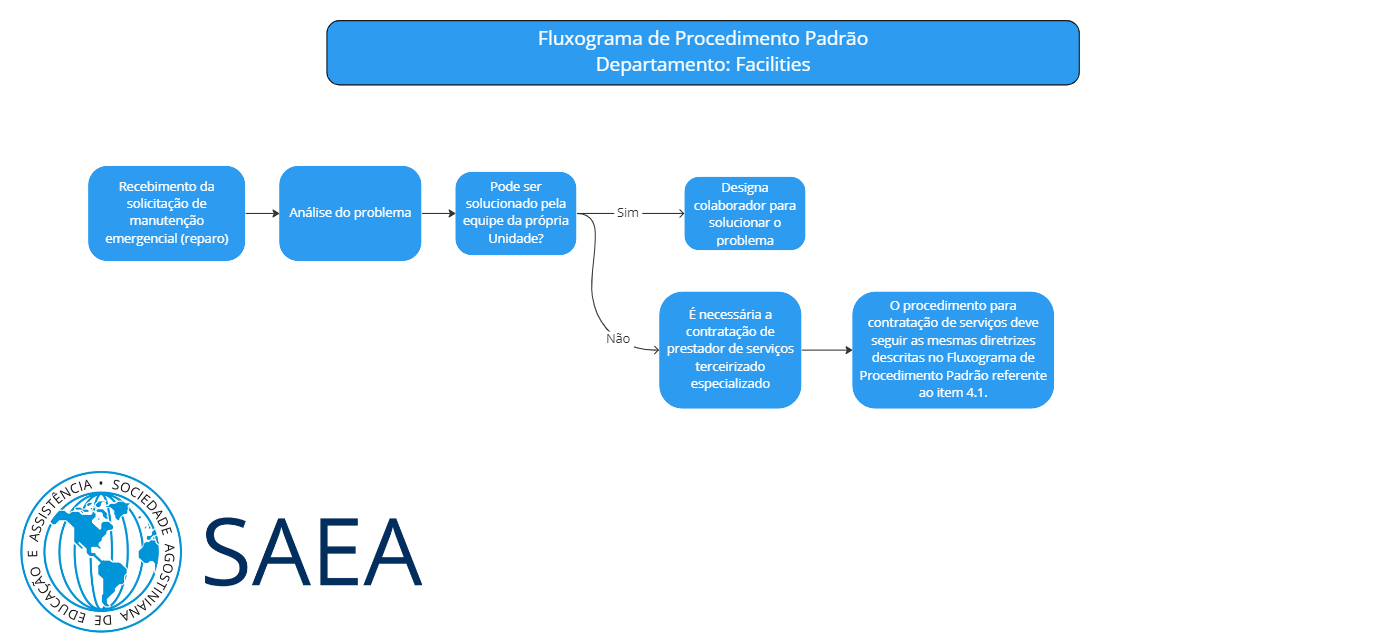 Fluxograma de Procedimento Padrão
Departamento: Facilities
Recebimento da
solicitação de
manutenção
emergencial (reparo)
Análise do problema
Pode ser
solucionado pela
equipe da própria
Unidade?
Sim
Designa
colaborador para
solucionar o
problema
Não
É necessária a
contratação de
prestador de serviços
terceirizado
especializado
O procedimento para
contratação de serviços deve
seguir as mesmas diretrizes
descritas no Fluxograma de
Procedimento Padrão referente
ao item 4.1.
SOCIEDADE AGOSTINIANA DE EDUCAÇÃO E ASSISTÊNCIA •
SAEA